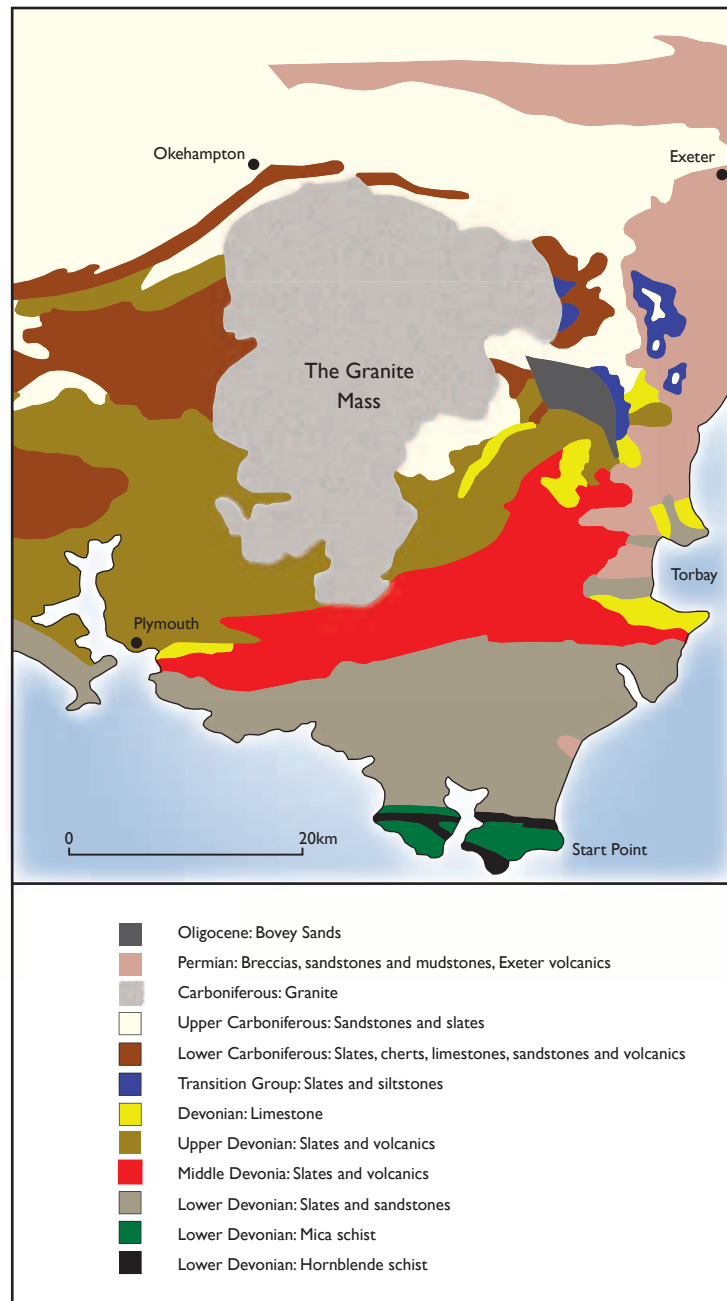 Okehampton
Exeter
The Granite
Mass
Torbay
Plymouth
0 20km
Start Point
Oligocene: Bovey Sands
Permian: Breccias, sandstones and mudstones, Exeter volcanics
Carboniferous: Granite
Upper Carboniferous: Sandstones and slates
Lower Carboniferous: Slates, cherts, limestones, sandstones and volcanics
Transition Group: Slates and siltstones
Devonian: Limestone
Upper Devonian: Slates and volcanics
Middle Devonia: Slates and volcanics
Lower Devonian: Slates and sandstones
Lower Devonian: Mica schist
Lower Devonian: Hornblende schist